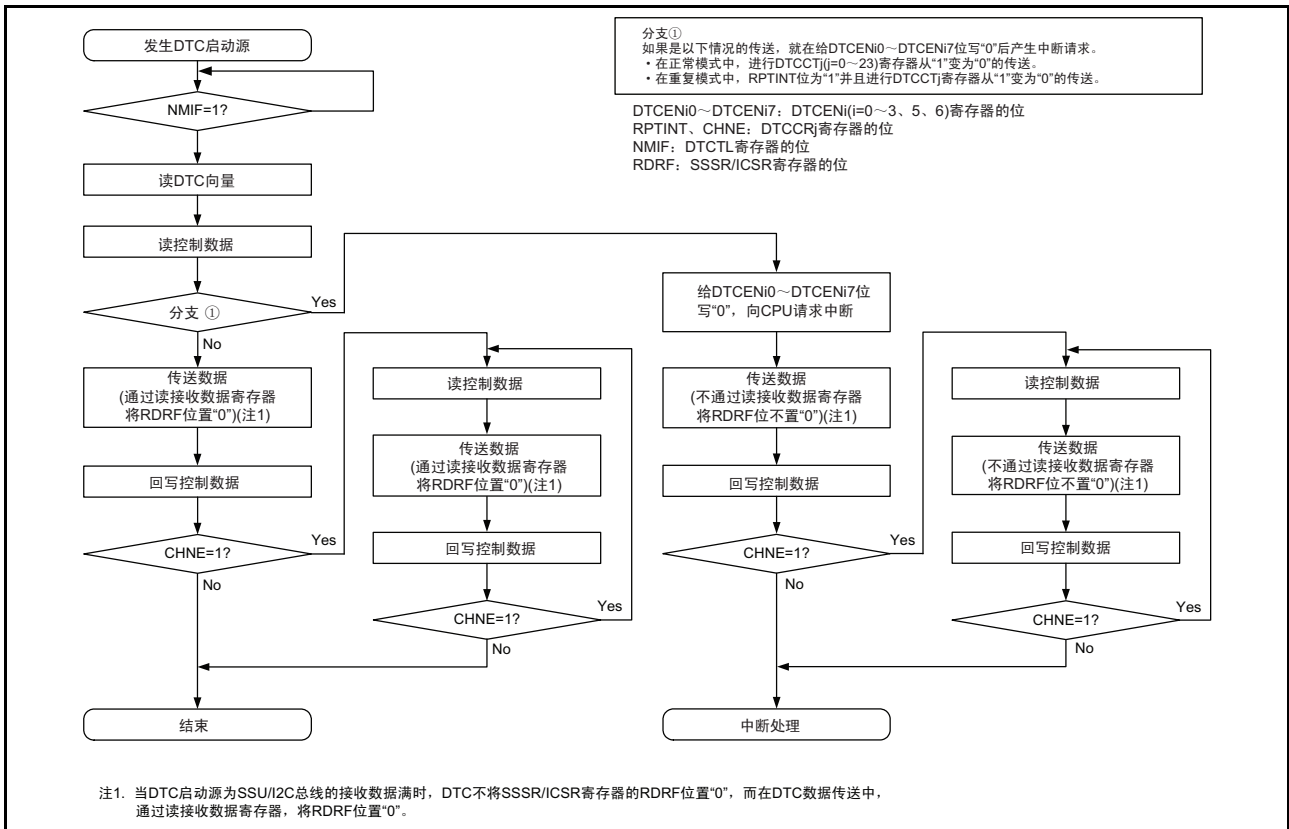 发生DTC启动源
NMIF=1?
读DTC向量
读控制数据
分支 ①
Yes
No
传送数据
(通过读接收数据寄存器
将RDRF位置“0”)(注1)
回写控制数据
CHNE=1?
Yes
No
结束
读控制数据
传送数据
(通过读接收数据寄存器
将RDRF位置“0”)(注1)
回写控制数据
CHNE=1?
Yes
No
分支①
如果是以下情况的传送，就在给DTCENi0～DTCENi7位写“0”后产生中断请求。
・在正常模式中，进行DTCCTj(j=0～23)寄存器从“1”变为“0”的传送。
・在重复模式中，RPTINT位为“1”并且进行DTCCTj寄存器从“1”变为“0”的传送。
DTCENi0～DTCENi7：DTCENi(i=0～3、5、6)寄存器的位
RPTINT、CHNE：DTCCRj寄存器的位
NMIF：DTCTL寄存器的位
RDRF：SSSR/ICSR寄存器的位
给DTCENi0～DTCENi7位
写“0”，向CPU请求中断
传送数据
(不通过读接收数据寄存器
将RDRF位不置“0”)(注1)
回写控制数据
CHNE=1?
Yes
No
中断处理
读控制数据
传送数据
(不通过读接收数据寄存器
将RDRF位不置“0”)(注1)
回写控制数据
CHNE=1?
Yes
No
注1. 当DTC启动源为SSU/I2C总线的接收数据满时，DTC不将SSSR/ICSR寄存器的RDRF位置“0”，而在DTC数据传送中，
通过读接收数据寄存器，将RDRF位置“0”。